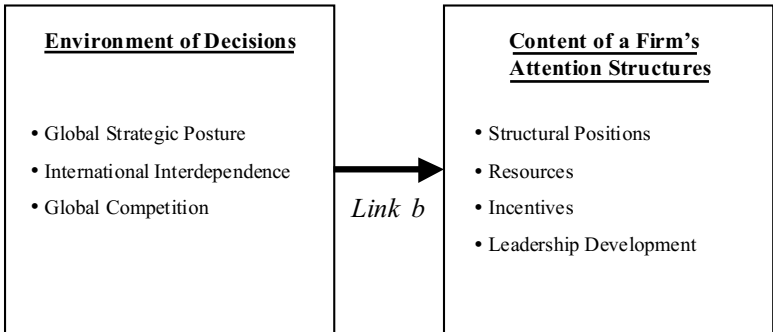 Environment of Decisions
• Global Strategic Posture
• International Interdependence
• Global Competition
Link b
Content of a Firm's
Attention Structures
• Structural Positions
• Resources
• Incentives
• Leadership Development